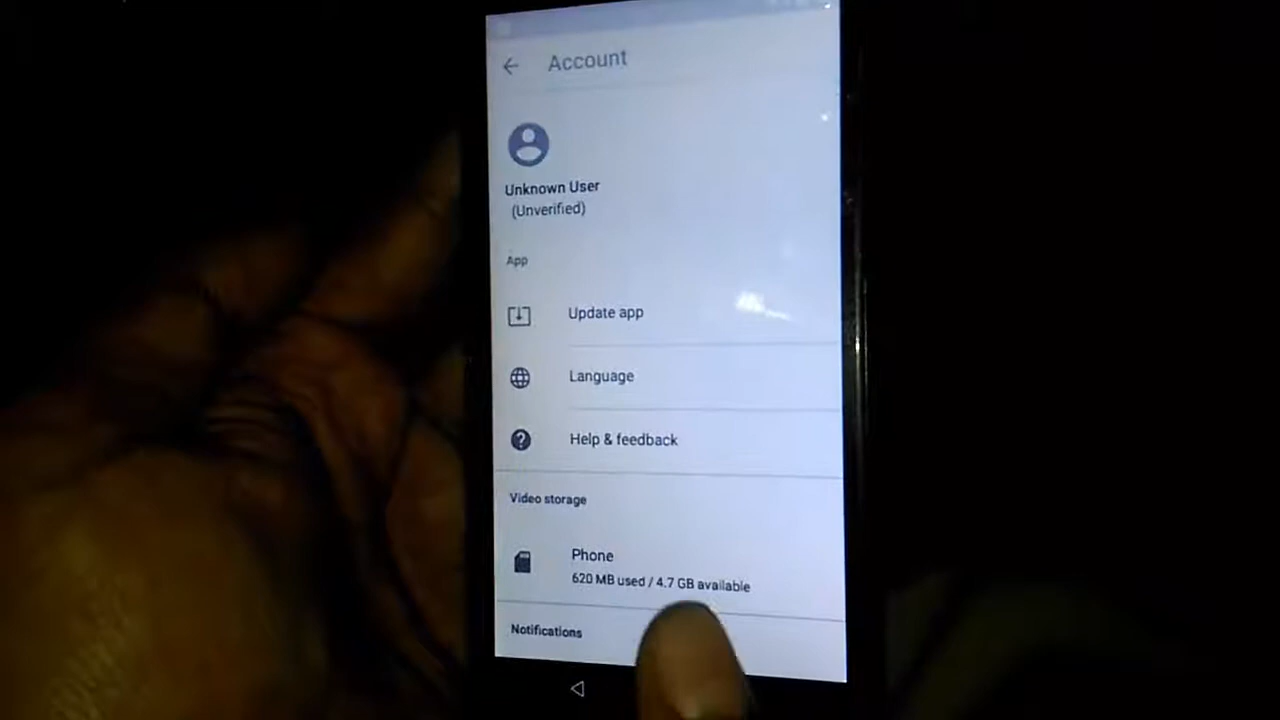 Account
Unknown User
(Unverified)
App
Update app
Language
Help & feedback
Video storage
Phone
620 MB used / 4.7 GB available
Notifications